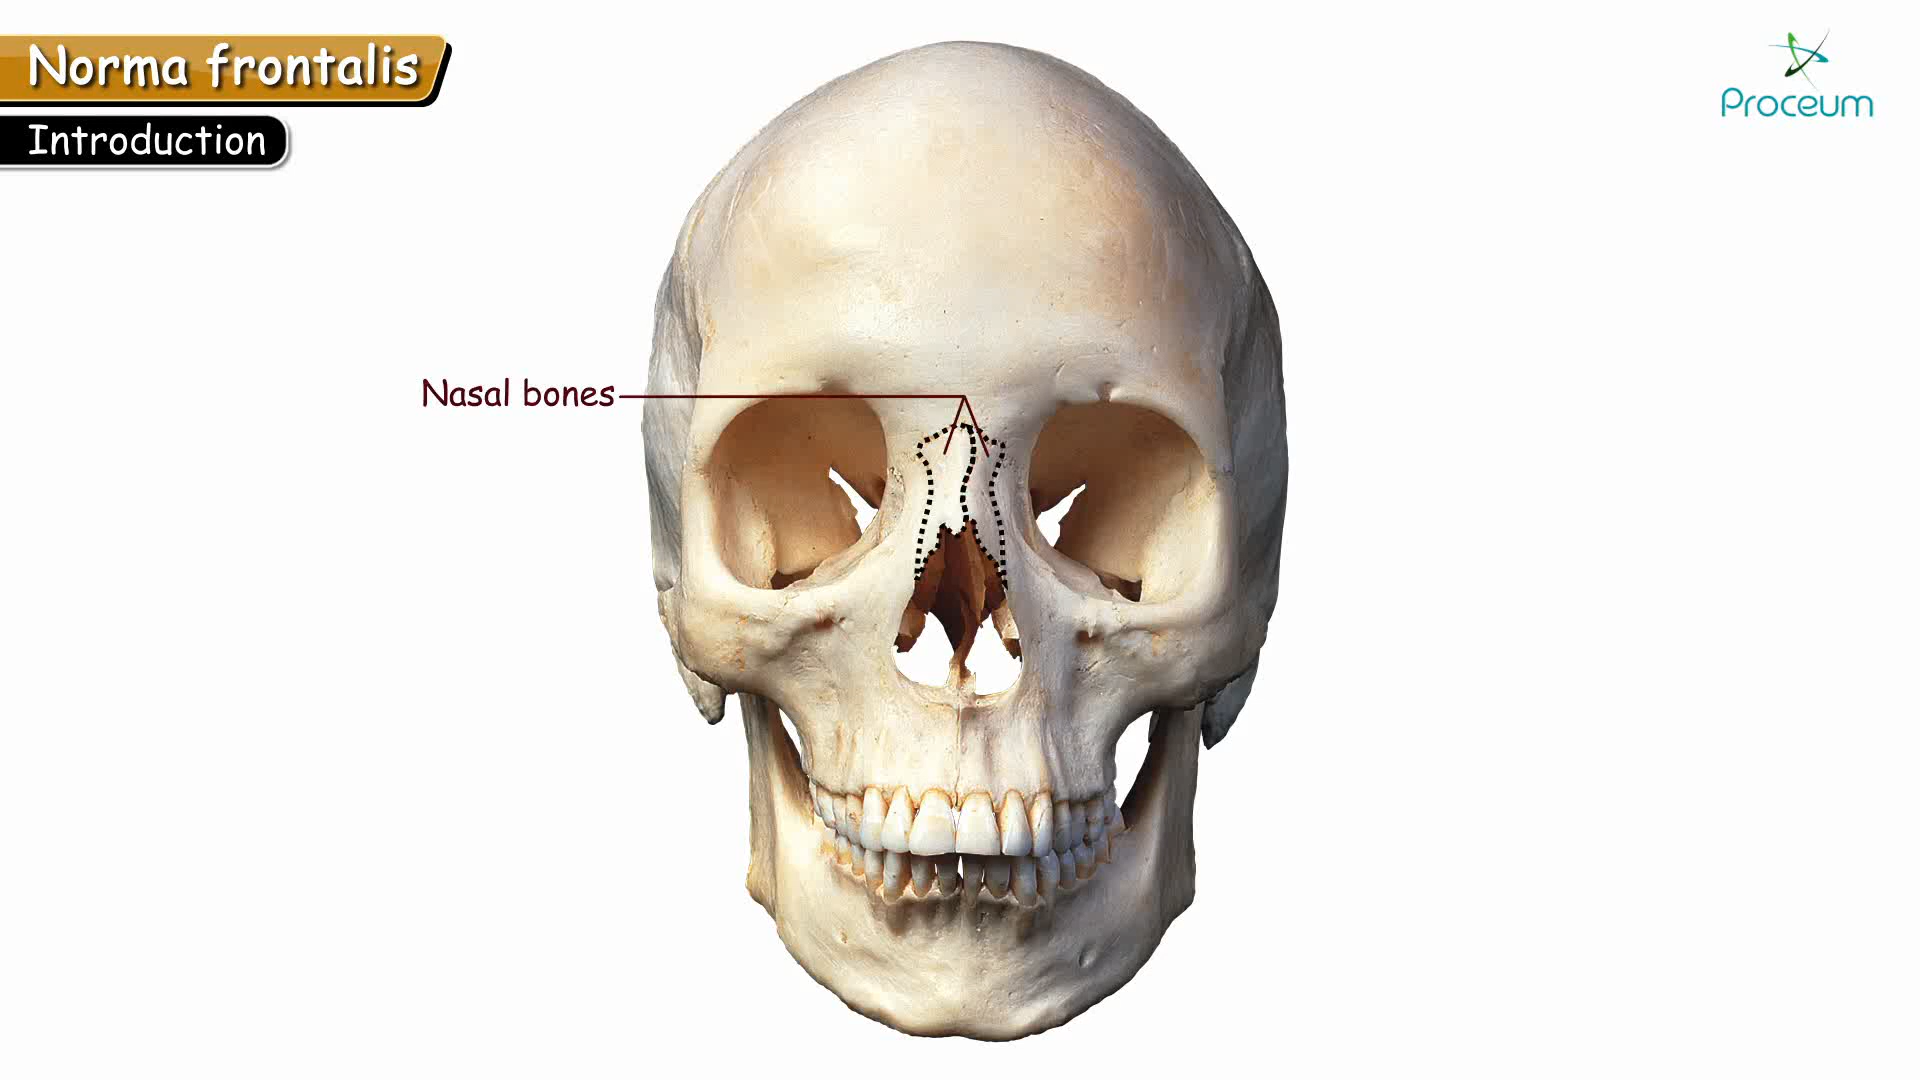 Norma frontalis
Introduction
Proceum
Nasal bones